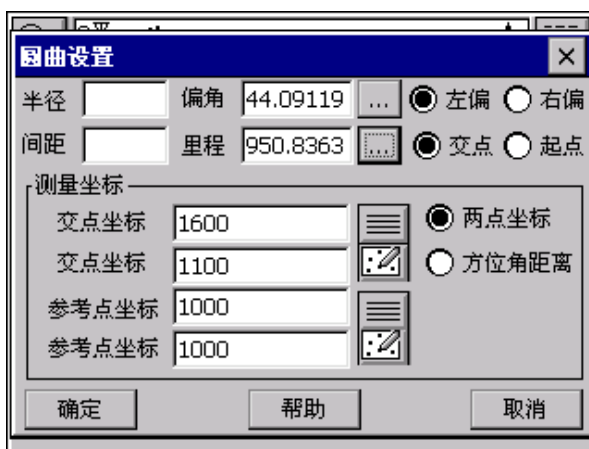 圆曲设置
半径 偏角 44.09119 ... 左偏 右偏
间距 里程 950.8363 ... 交点 起点
测量坐标
交点坐标 1600 两点坐标
交点坐标 1100 方位角距离
参考点坐标 1000
参考点坐标 1000
确定 帮助 取消